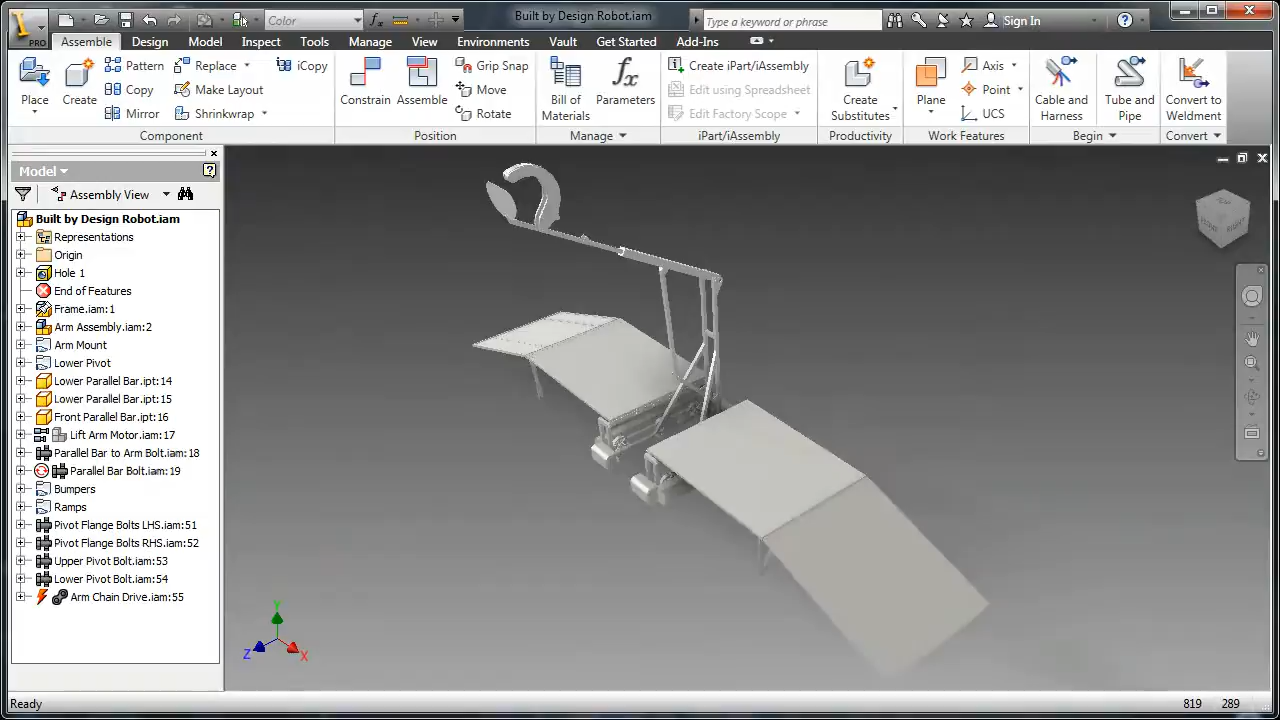 PRO
Color
Built by Design Robot.iam
Type a keyword or phrase
Sign In
Assemble Design Model Inspect Tools Manage View Environments Vault Get Started Add-Ins
Place
Create
Pattern
Copy
Mirror
Replace
Make Layout
Shrinkwrap
iCopy
Component
Constrain
Assemble
Grip Snap
Move
Rotate
Position
Bill of
Materials
Parameters
Manage
Create iPart/iAssembly
Edit using Spreadsheet
Edit Factory Scope
iPart/iAssembly
Create
Substitutes
Productivity
Plane
Axis
Point
UCS
Work Features
Cable and
Harness
Tube and
Pipe
Begin
Convert to
Weldment
Convert
Model
Assembly View
Built by Design Robot.iam
Representations
Origin
Hole 1
End of Features
Frame.iam:1
Arm Assembly.iam:2
Arm Mount
Lower Pivot
Lower Parallel Bar.ipt:14
Lower Parallel Bar.ipt:15
Front Parallel Bar.ipt:16
Lift Arm Motor.iam:17
Parallel Bar to Arm Bolt.iam:18
Parallel Bar Bolt.iam:19
Bumpers
Ramps
Pivot Flange Bolts LHS.iam:51
Pivot Flange Bolts RHS.iam:52
Upper Pivot Bolt.iam:53
Lower Pivot Bolt.iam:54
Arm Chain Drive.iam:55
Y
Z
X
Ready
819 289